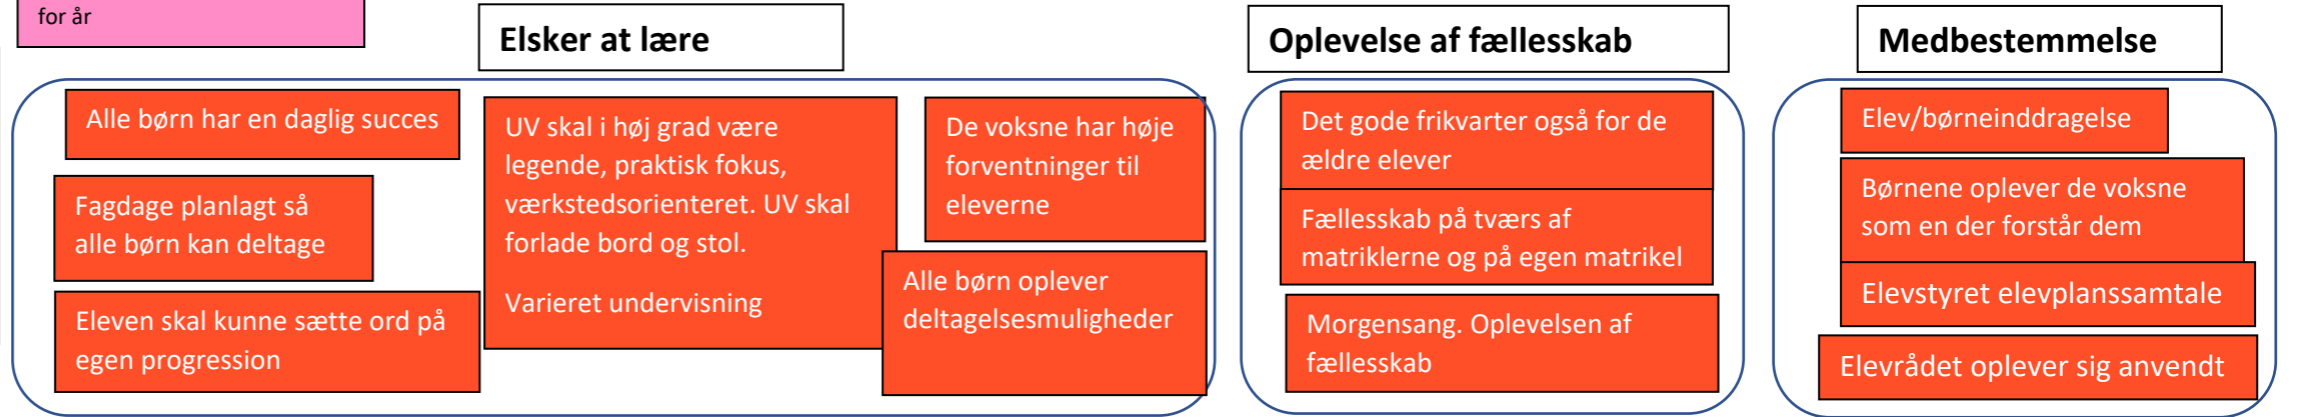 for år
Elsker at lære
Alle børn har en daglig succes
Fagdage planlagt så
alle børn kan deltage
Eleven skal kunne sætte ord på
egen progression
UV skal i høj grad være
legende, praktisk fokus,
værkstedsorienteret. UV skal
forlade bord og stol.
Varieret undervisning
De voksne har høje
forventninger til
eleverne
Alle børn oplever
deltagelsesmuligheder
Oplevelse af fællesskab
Det gode frikvarter også for de
ældre elever
Fællesskab på tværs af
matriklerne og på egen matrikel
Morgensang. Oplevelsen af
fællesskab
Medbestemmelse
Elev/børneinddragelse
Børnene oplever de voksne
som en der forstår dem
Elevstyret elevplanssamtale
Elevrådet oplever sig anvendt